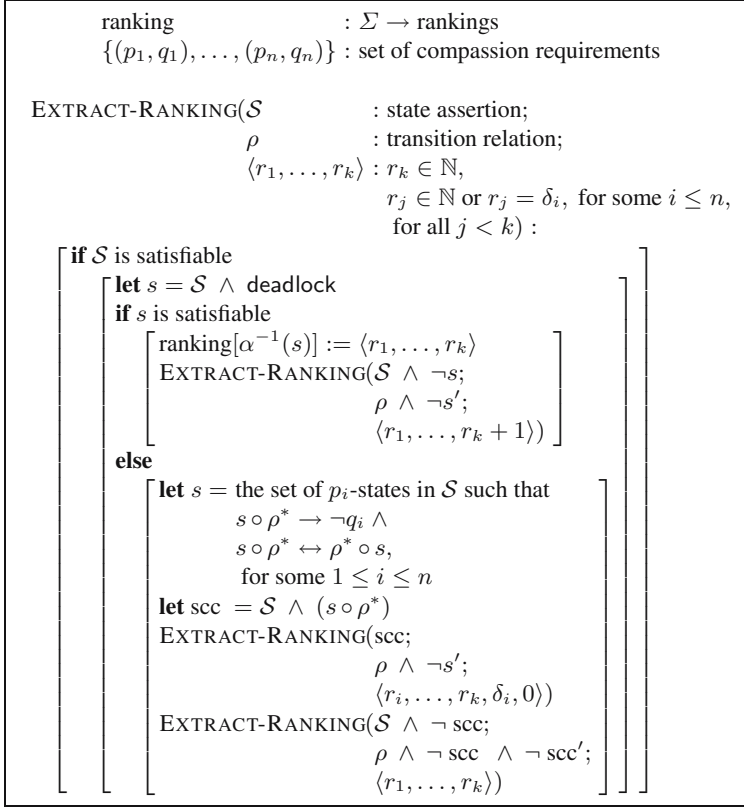 ranking : Σ → rankings
{(p₁, q₁), . . . , (pₙ, qₙ)} : set of compassion requirements
EXTRACT-RANKING(𝒮 : state assertion;
ρ : transition relation;
⟨r₁, . . . , rₖ⟩ : rₖ ∈ ℕ,
rⱼ ∈ ℕ or rⱼ = δᵢ, for some i ≤ n,
for all j < k) :
if 𝒮 is satisfiable
let s = 𝒮 ∧ deadlock
if s is satisfiable
ranking[α⁻¹(s)] := ⟨r₁, . . . , rₖ⟩
EXTRACT-RANKING(𝒮 ∧ ¬s;
ρ ∧ ¬s′;
⟨r₁, . . . , rₖ + 1⟩)
else
let s = the set of pᵢ-states in 𝒮 such that
s ∘ ρ* → ¬qᵢ ∧
s ∘ ρ* ↔ ρ* ∘ s,
for some 1 ≤ i ≤ n
let scc = 𝒮 ∧ (s ∘ ρ*)
EXTRACT-RANKING(scc;
ρ ∧ ¬s′;
⟨rᵢ, . . . , rₖ, δᵢ, 0⟩)
EXTRACT-RANKING(𝒮 ∧ ¬ scc;
ρ ∧ ¬ scc ∧ ¬ scc′;
⟨r₁, . . . , rₖ⟩)